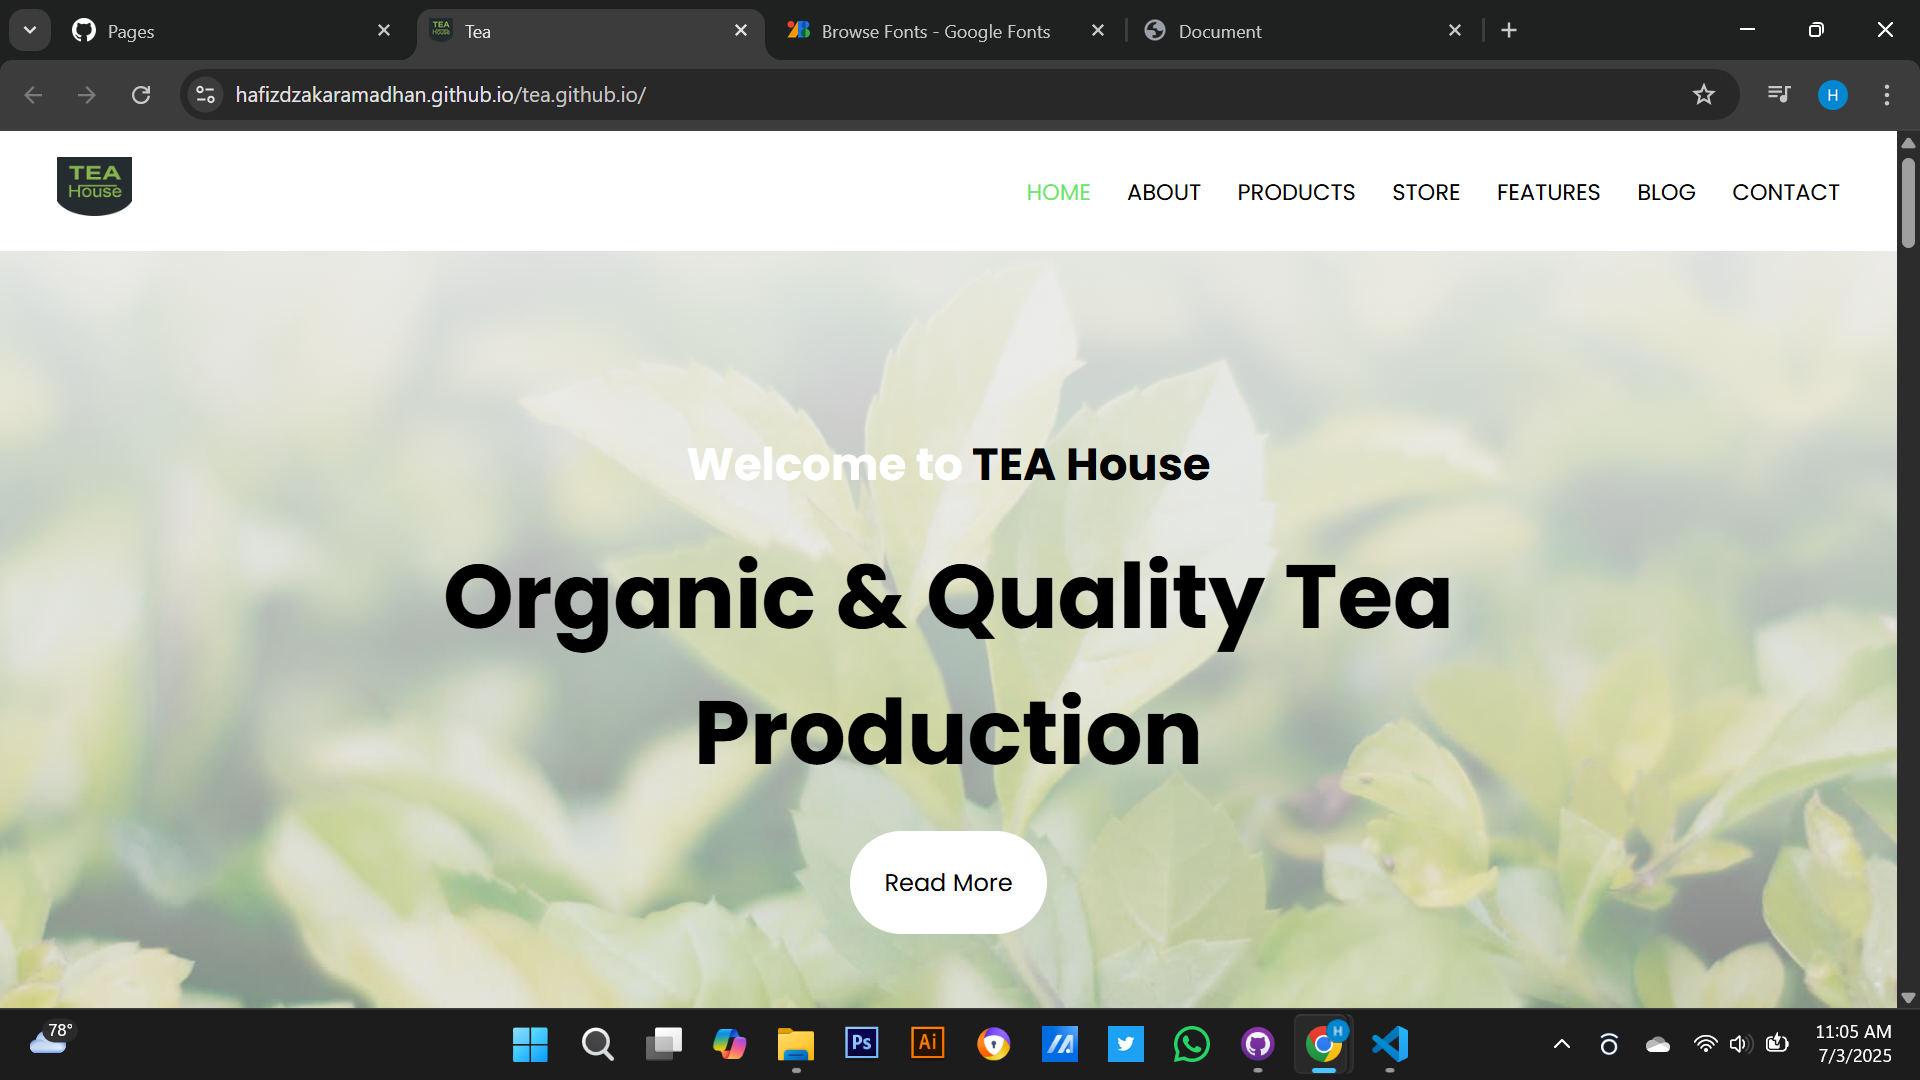 Pages
Tea
Browse Fonts - Google Fonts
Document
hafizdzakaramadhan.github.io/tea.github.io/
H
TEA
House
HOME
ABOUT
PRODUCTS
STORE
FEATURES
BLOG
CONTACT
Welcome to TEA House
Organic & Quality Tea
Production
Read More
78°
Ps
Ai
H
11:05 AM
7/3/2025